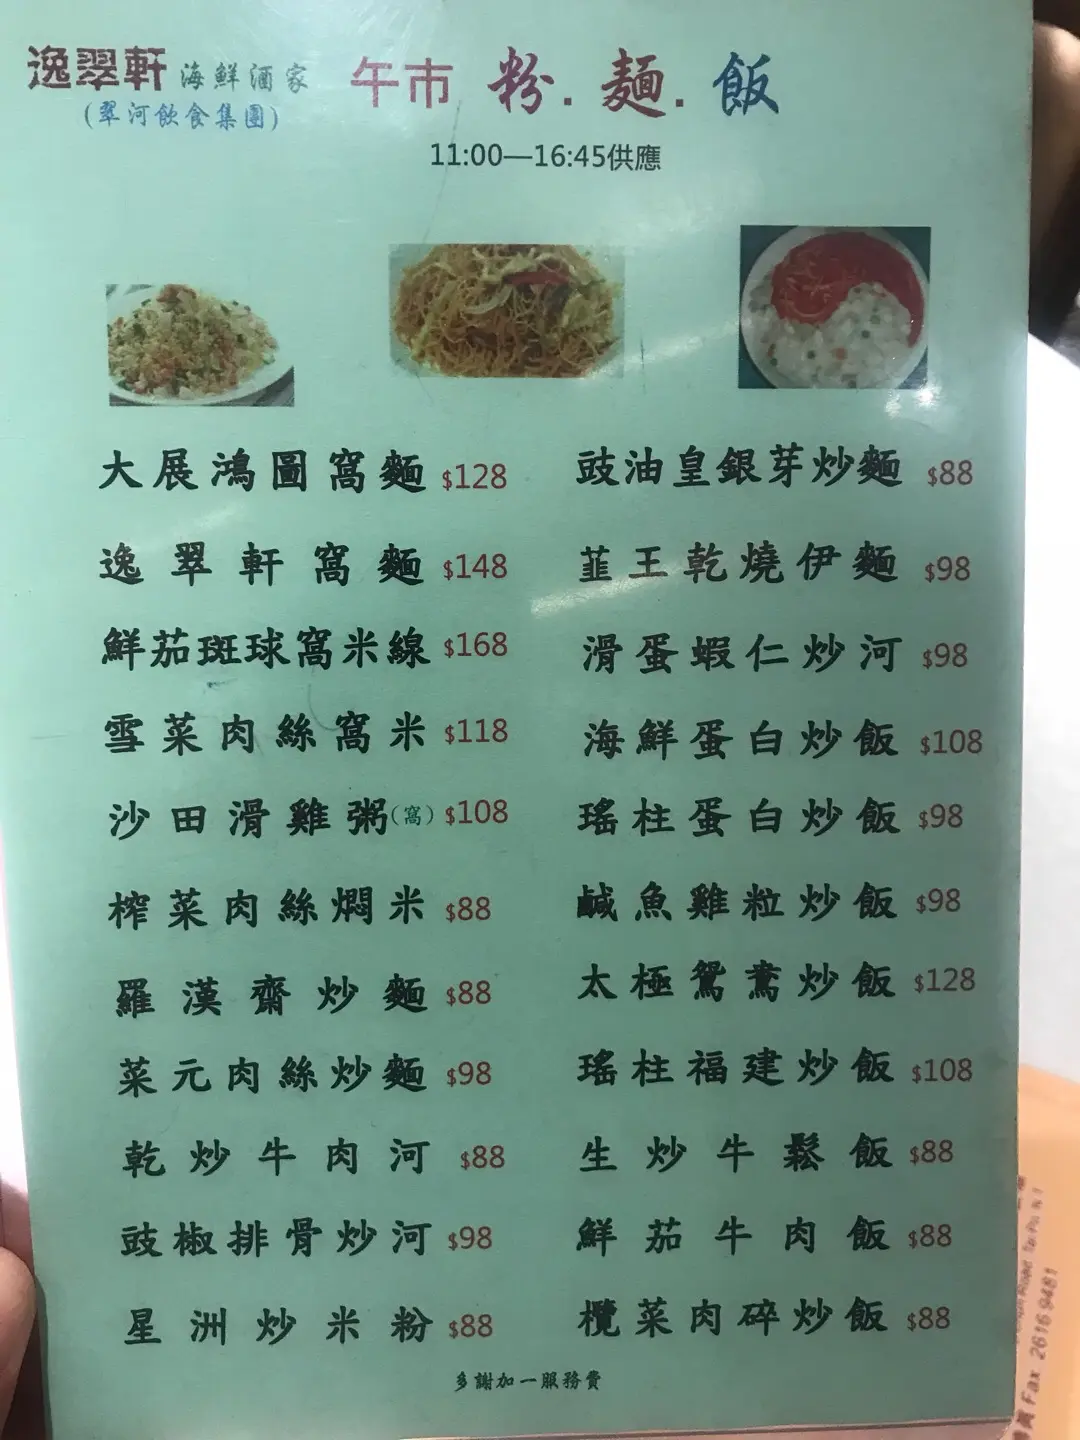 逸翠軒 海鮮酒家 午市 粉.麵.飯
(翠河飲食集團)
11:00—16:45供應
大展鴻圖窩麵 $128
逸翠軒窩麵 $148
鮮茄斑球窩米線 $168
雪菜肉絲窩米 $118
沙田滑雞粥(窩) $108
榨菜肉絲燜米 $88
羅漢齋炒麵 $88
菜元肉絲炒麵 $98
乾炒牛肉河 $88
豉椒排骨炒河 $98
星洲炒米粉 $88
豉油皇銀芽炒麵 $88
韮王乾燒伊麵 $98
滑蛋蝦仁炒河 $98
海鮮蛋白炒飯 $108
瑤柱蛋白炒飯 $98
鹹魚雞粒炒飯 $98
太極鴛鴦炒飯 $128
瑤柱福建炒飯 $108
生炒牛鬆飯 $88
鮮茄牛肉飯 $88
欖菜肉碎炒飯 $88
多謝加一服務費
Road Tai Po N.T
Fax 2616 9481